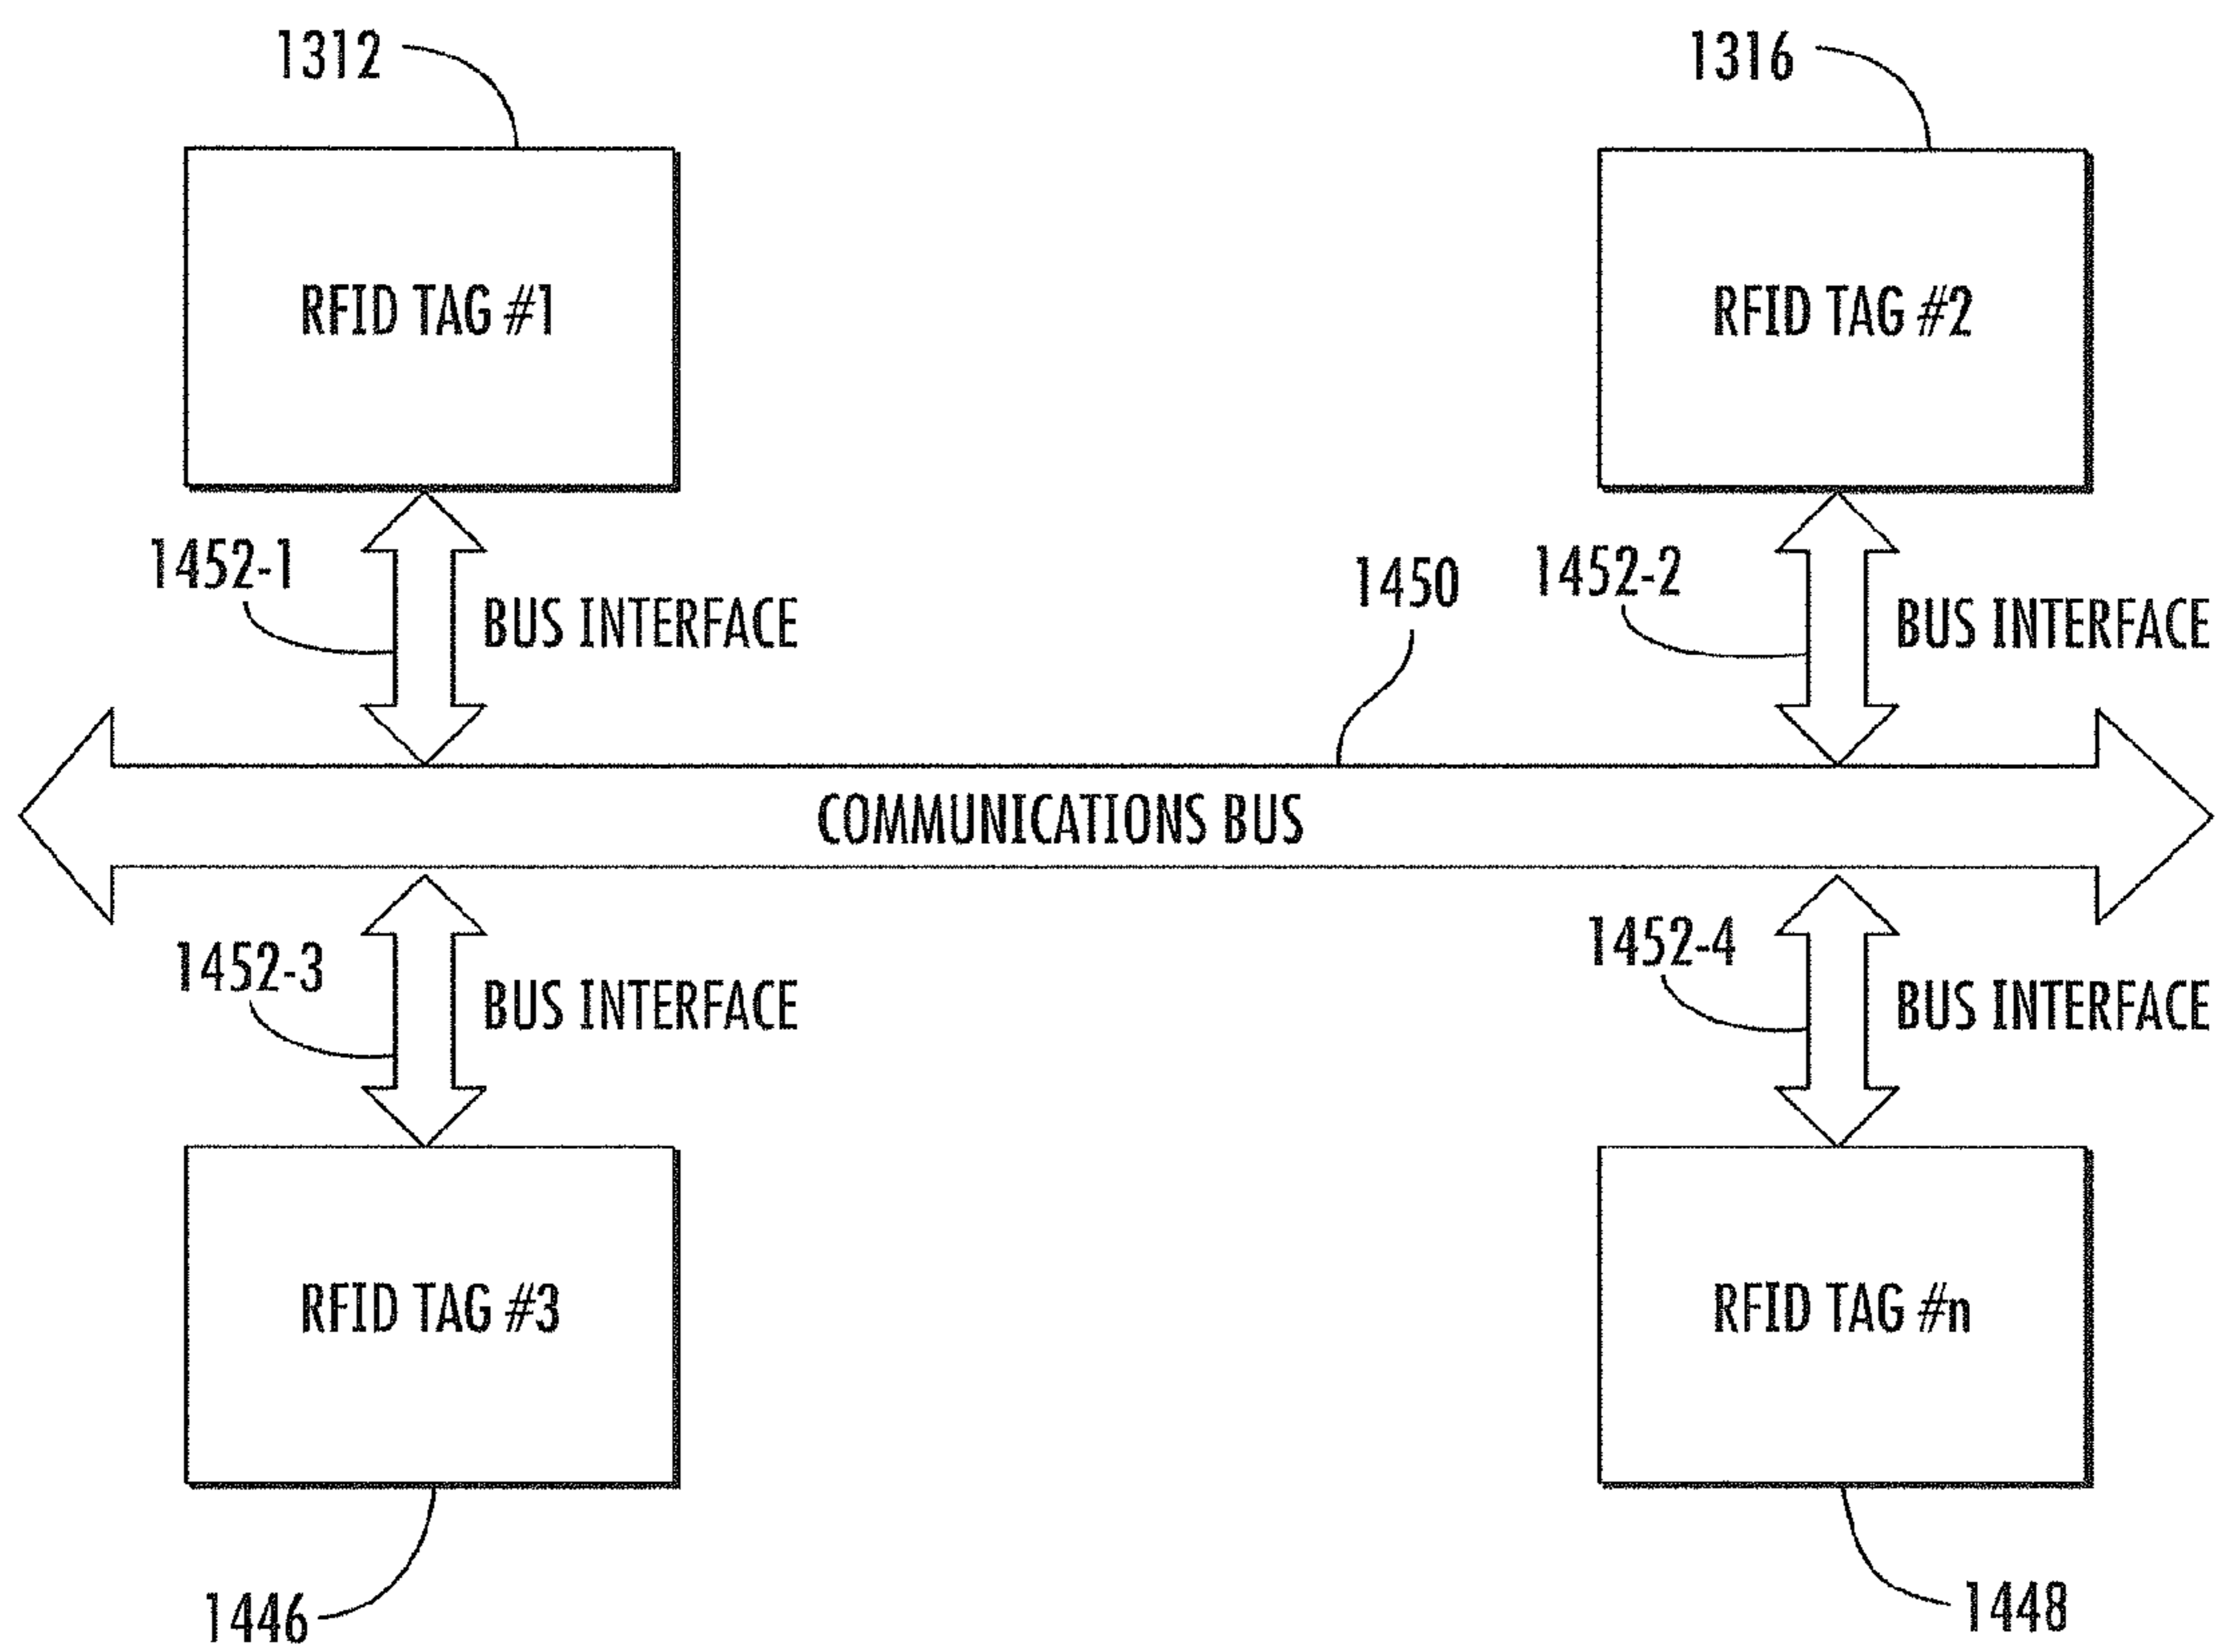 1312
1316
RFID TAG #1
RFID TAG #2
1452-1
BUS INTERFACE
1450
1452-2
BUS INTERFACE
COMMUNICATIONS BUS
1452-3
BUS INTERFACE
1452-4
BUS INTERFACE
RFID TAG #3
RFID TAG #n
1446
1448